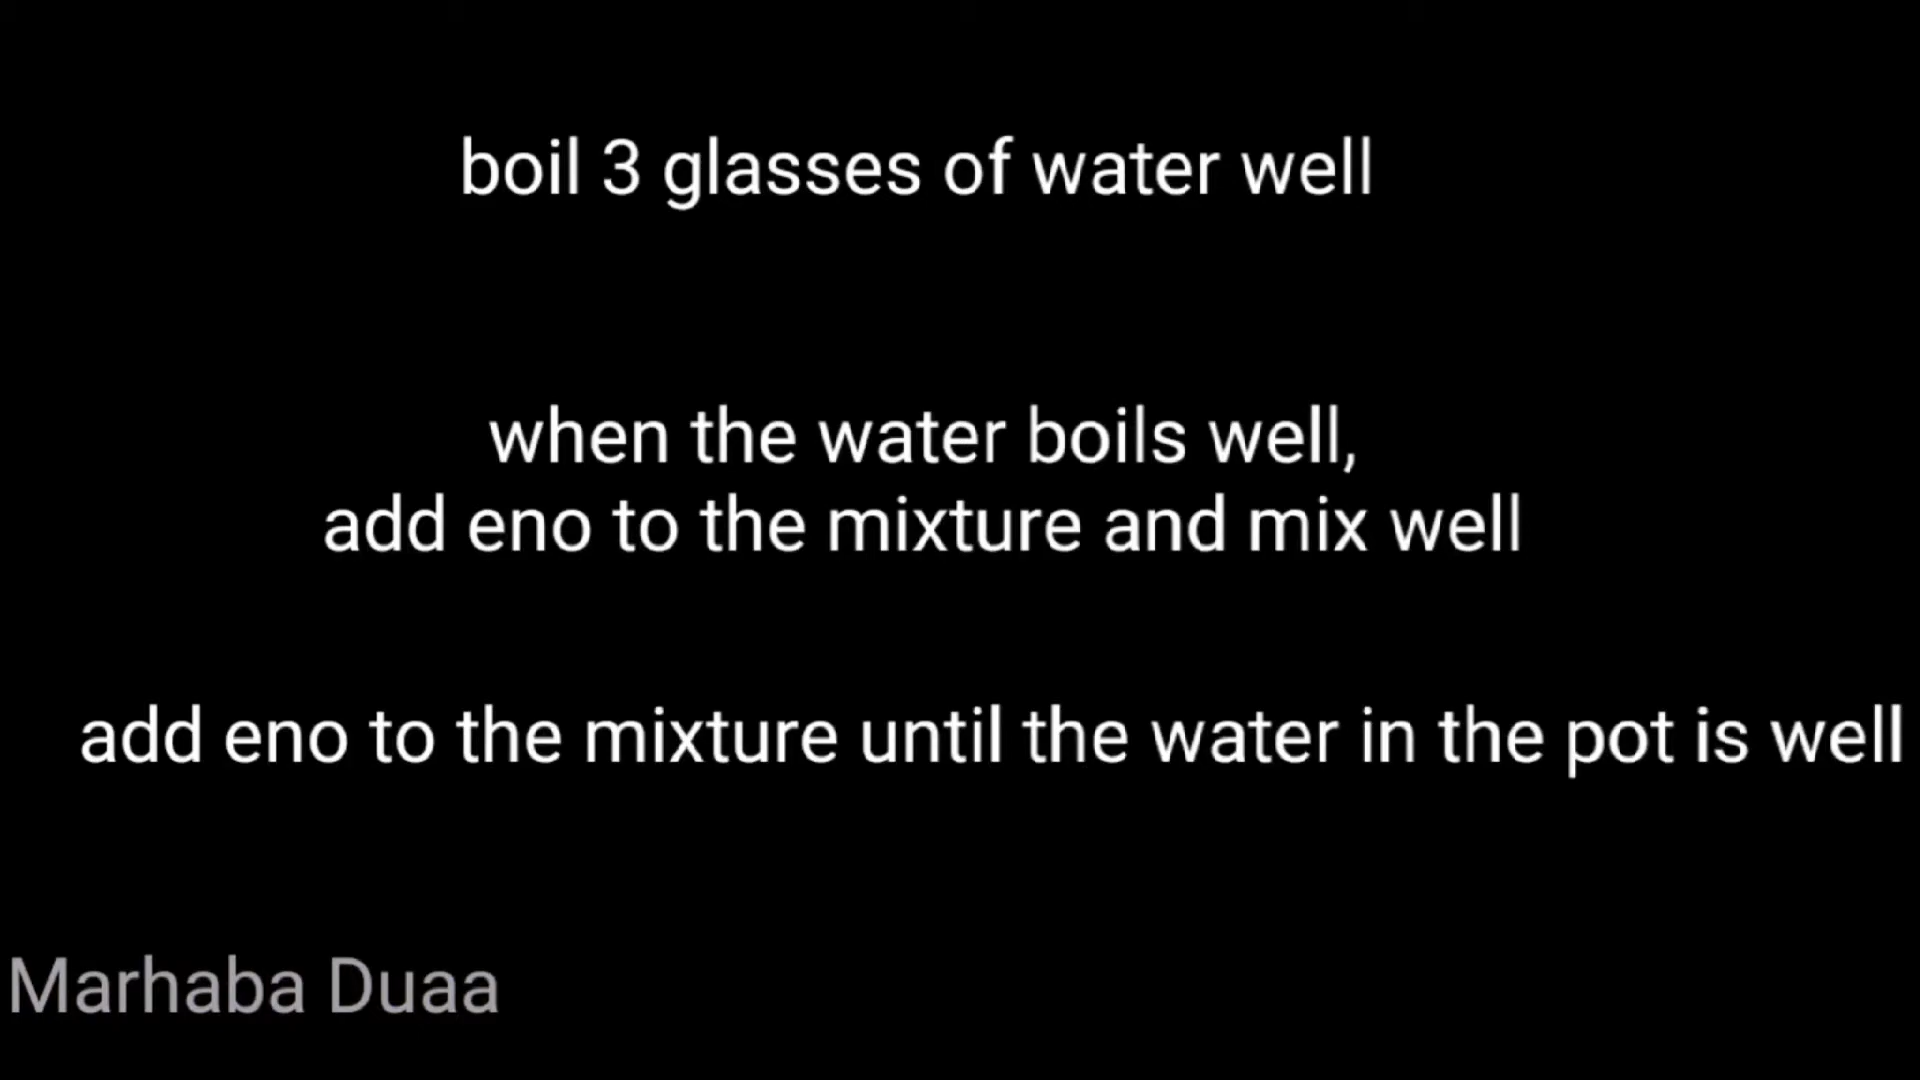 boil 3 glasses of water well
when the water boils well,
add eno to the mixture and mix well
add eno to the mixture until the water in the pot is well
Marhaba Duaa